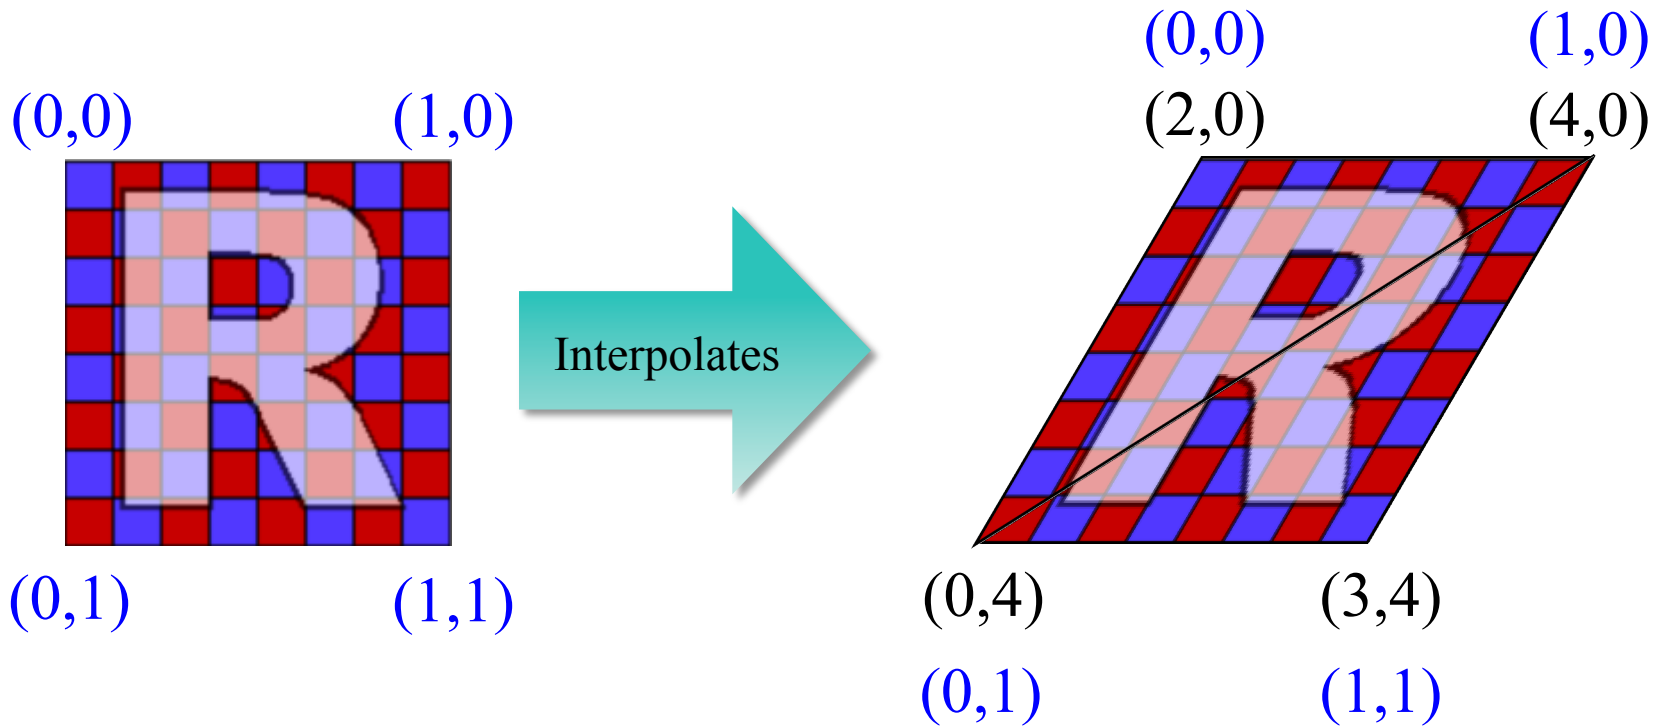 (0,0) (1,0)
(0,1) (1,1)
R
Interpolates
(0,0) (1,0)
(2,0) (4,0)
R
(0,4) (3,4)
(0,1) (1,1)